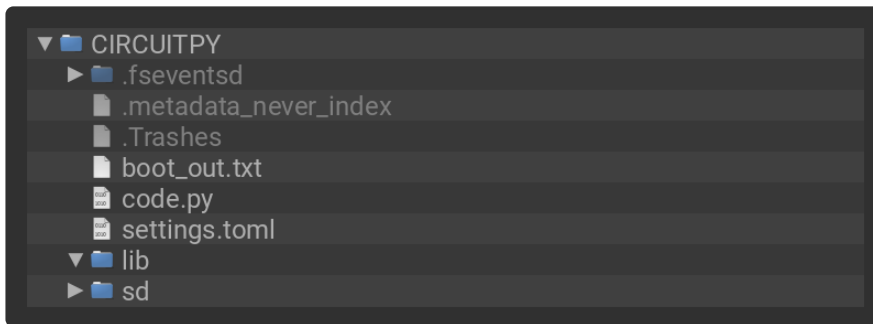 CIRCUITPY
.fseventsd
.metadata_never_index
.Trashes
boot_out.txt
code.py
settings.toml
lib
sd